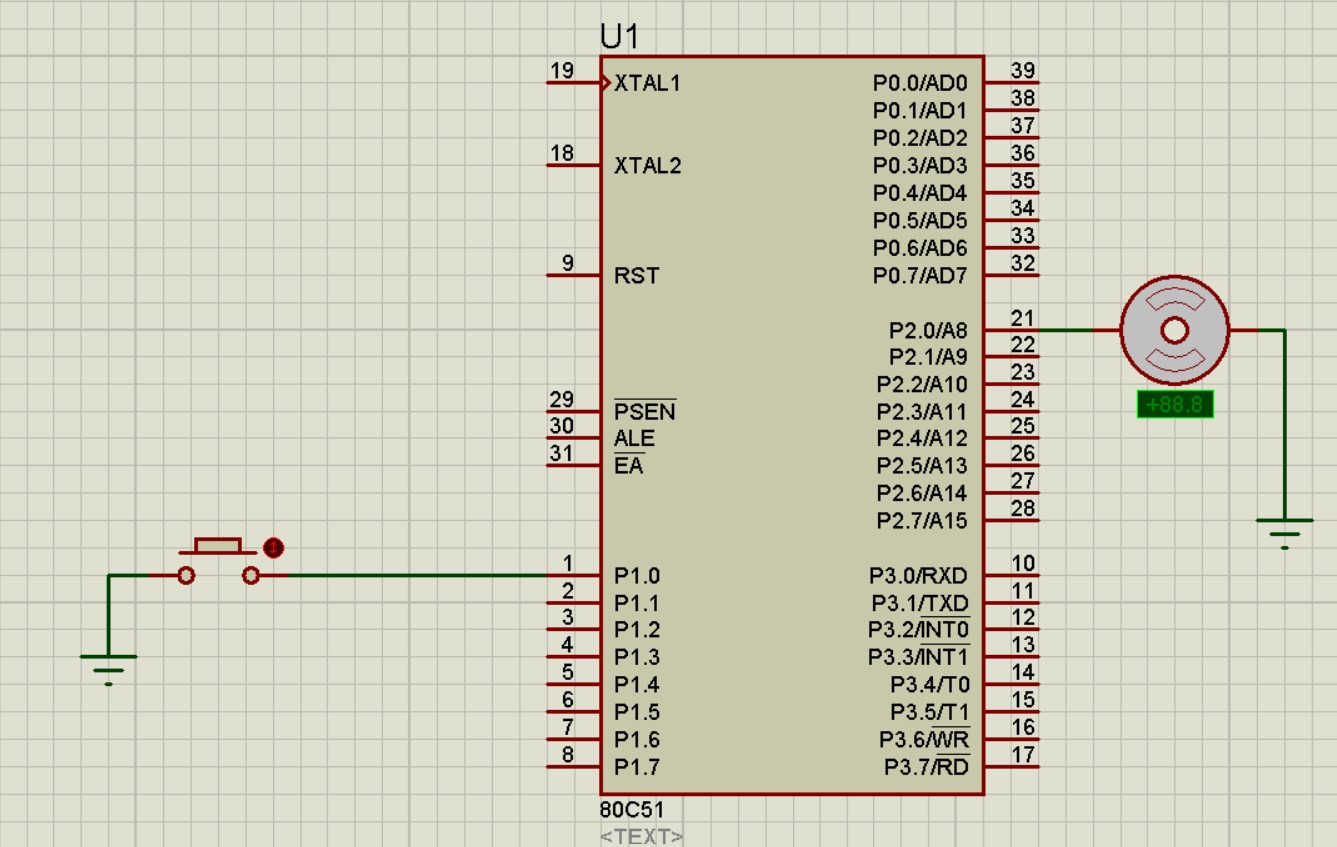 U1
19 XTAL1 P0.0/AD0 39
P0.1/AD1 38
P0.2/AD2 37
18 XTAL2 P0.3/AD3 36
P0.4/AD4 35
P0.5/AD5 34
P0.6/AD6 33
9 RST P0.7/AD7 32
P2.0/A8 21
P2.1/A9 22
P2.2/A10 23
29 PSEN P2.3/A11 24
30 ALE P2.4/A12 25
31 EA P2.5/A13 26
P2.6/A14 27
P2.7/A15 28
+88.8
1 P1.0 P3.0/RXD 10
2 P1.1 P3.1/TXD 11
3 P1.2 P3.2/INT0 12
4 P1.3 P3.3/INT1 13
5 P1.4 P3.4/T0 14
6 P1.5 P3.5/T1 15
7 P1.6 P3.6/WR 16
8 P1.7 P3.7/RD 17
80C51
<TEXT>